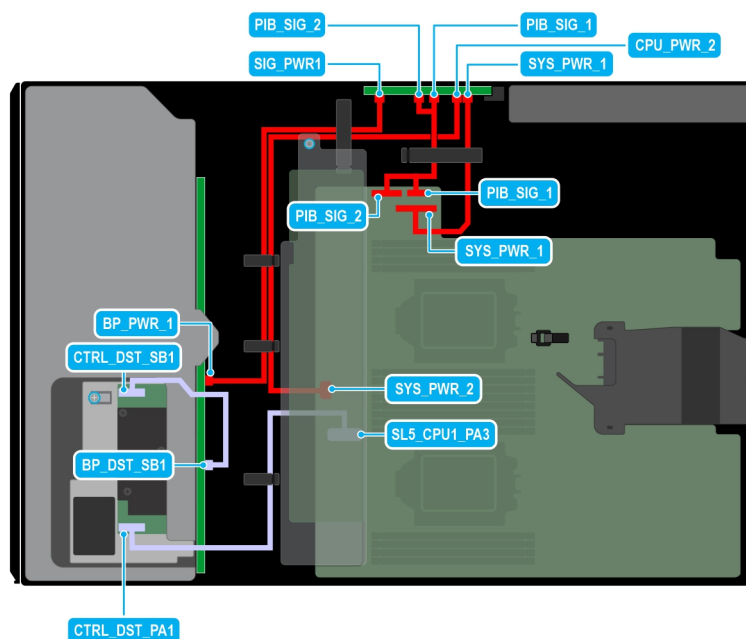 PIB_SIG_2
PIB_SIG_1
SIG_PWR1
CPU_PWR_2
SYS_PWR_1
PIB_SIG_1
PIB_SIG_2
SYS_PWR_1
BP_PWR_1
CTRL_DST_SB1
SYS_PWR_2
SL5_CPU1_PA3
BP_DST_SB1
CTRL_DST_PA1